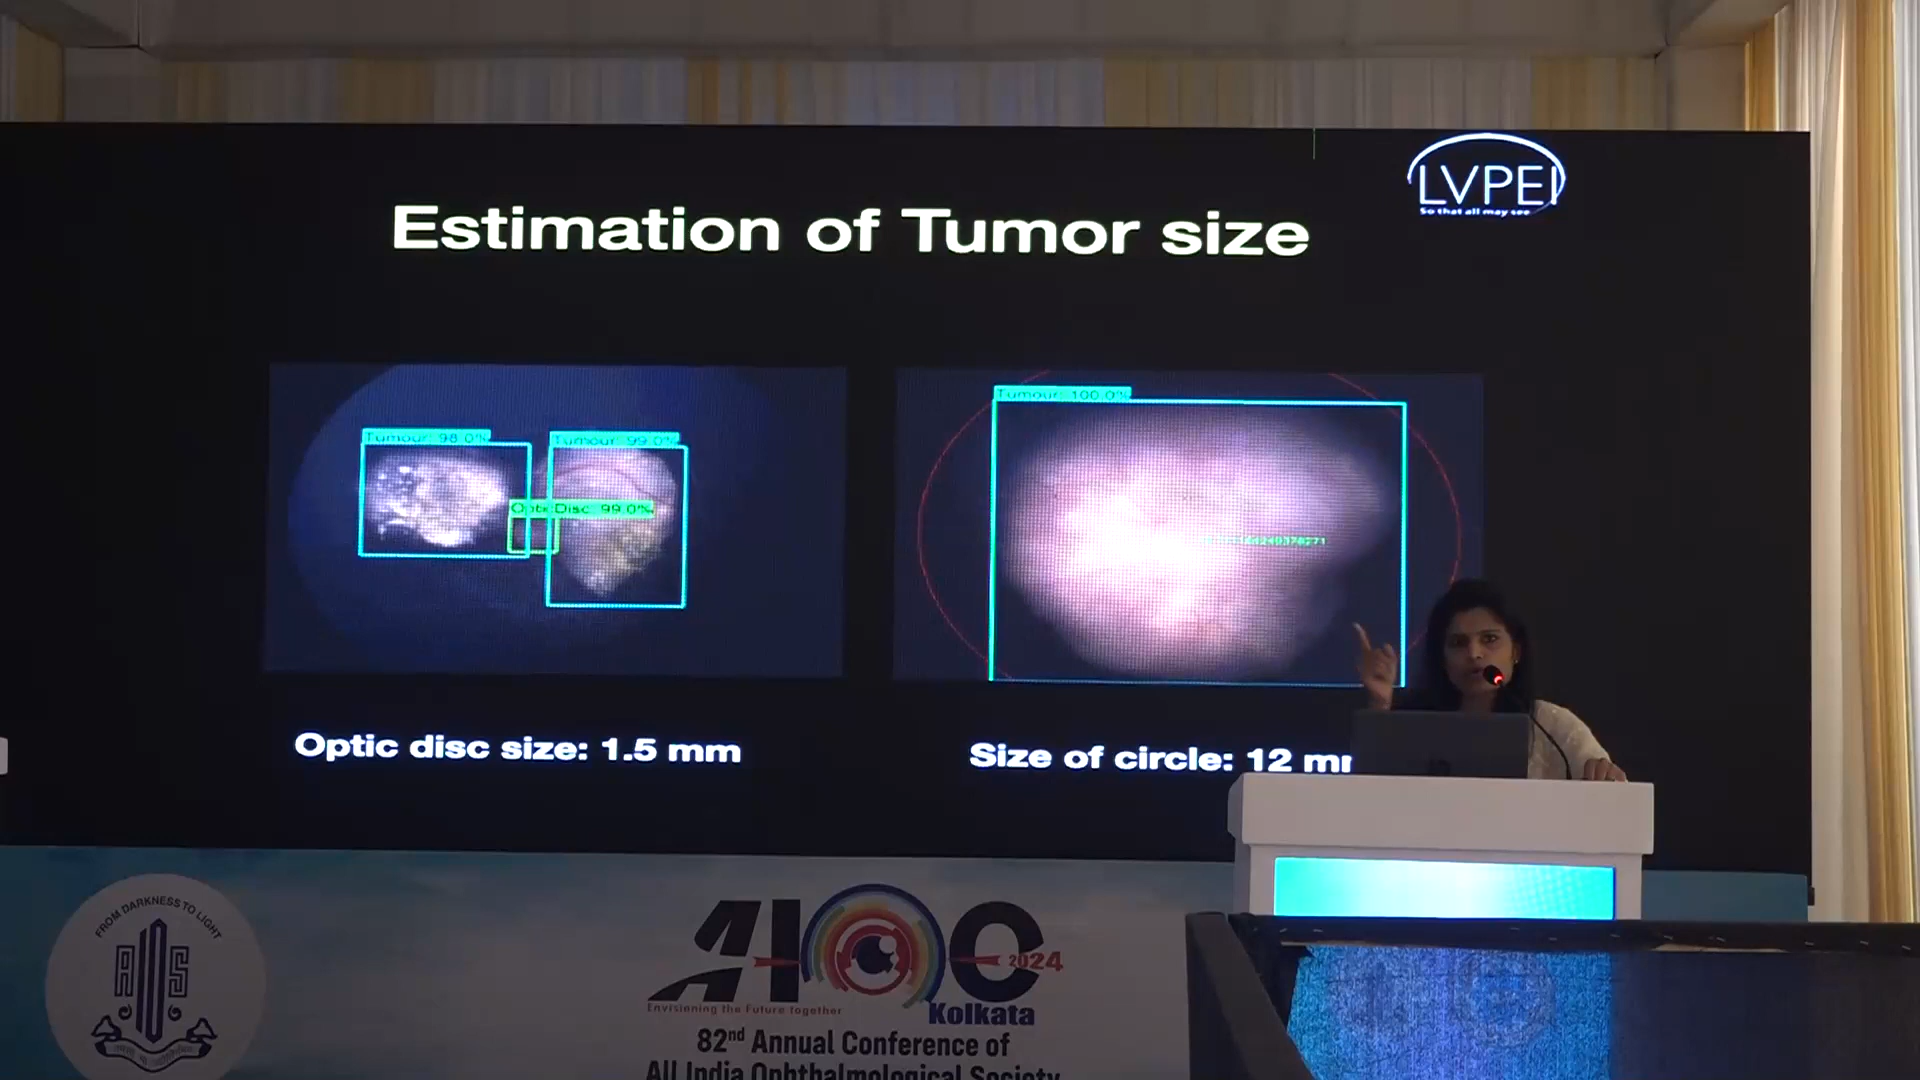 LVPEI
So that all may see
Estimation of Tumor size
Tumour: 98.0%
Tumour: 99.0%
Optic Disc: 99.0%
Tumour: 100.0%
Optic disc size: 1.5 mm
Size of circle: 12 m
FROM DARKNESS TO LIGHT
AIOS
AIOC
2024
Envisioning the Future together
Kolkata
82nd Annual Conference of
All India Ophthalmological Society